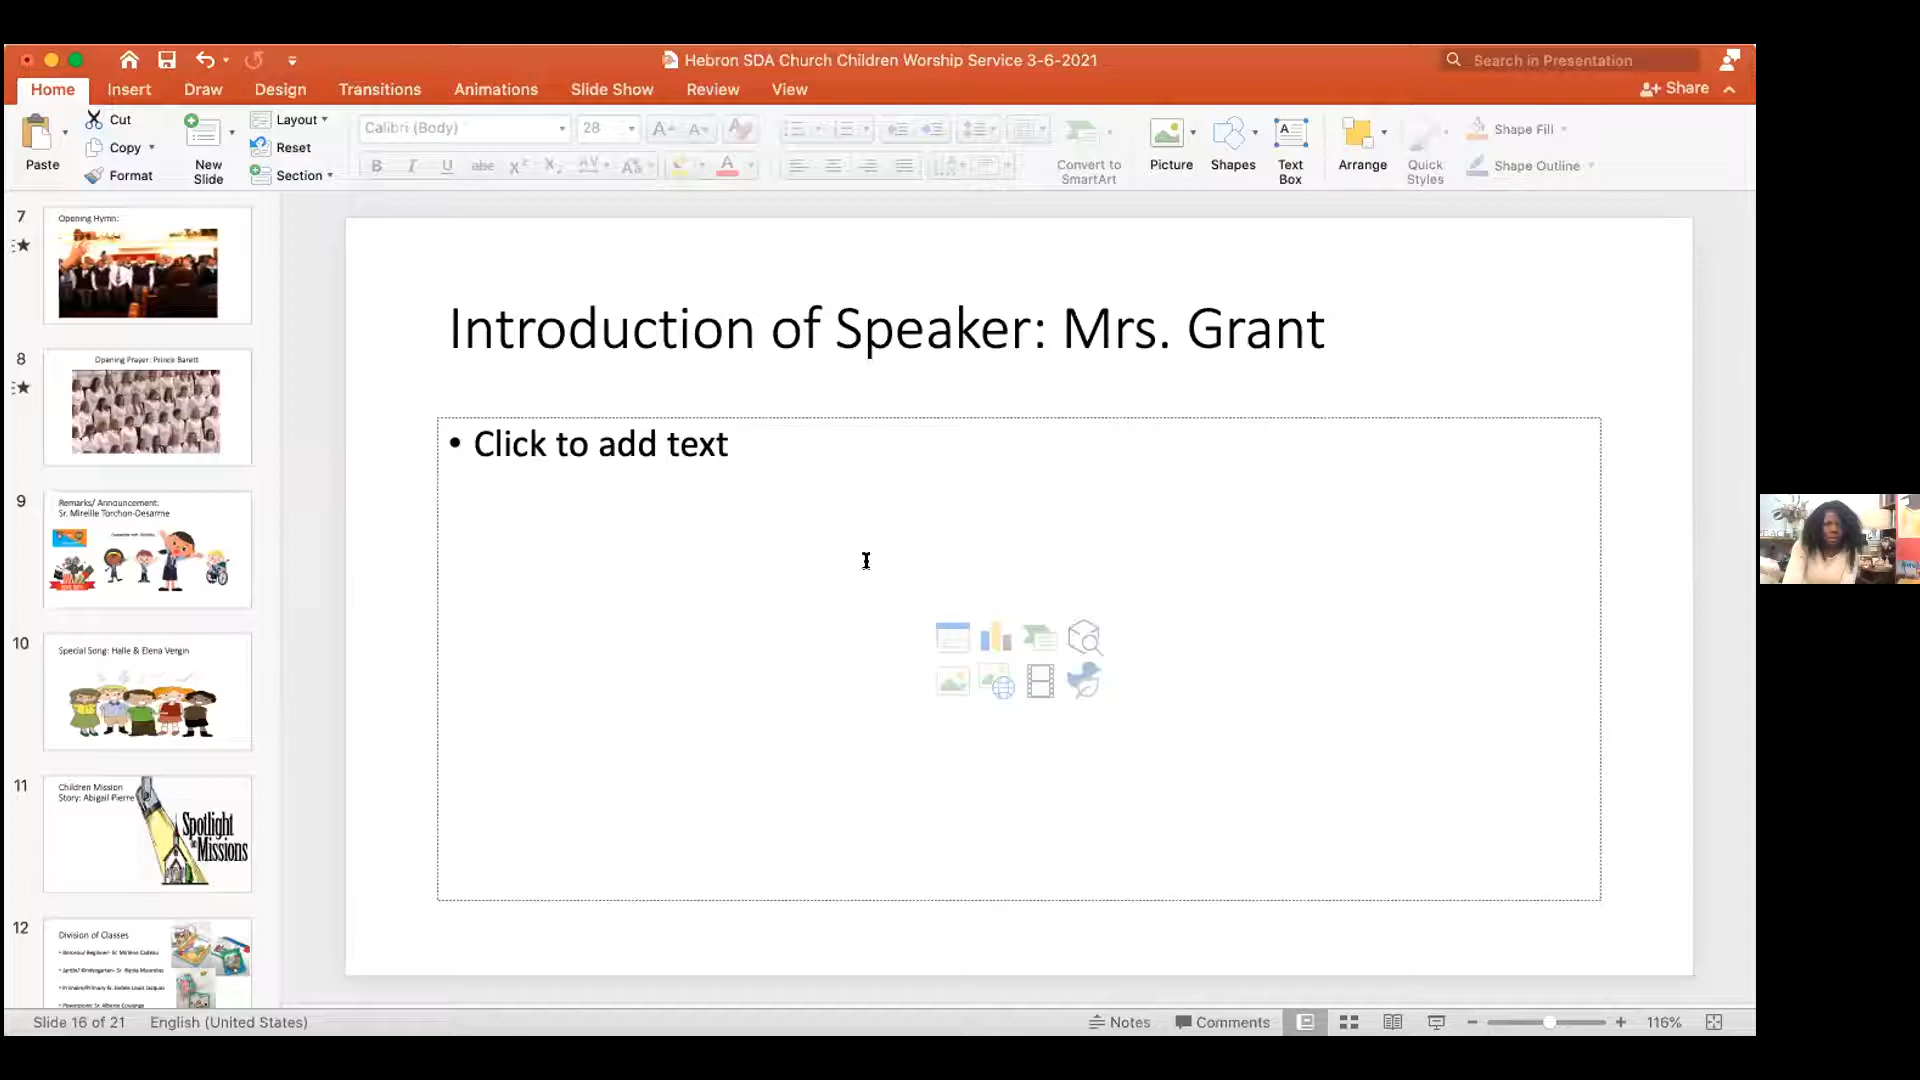 Hebron SDA Church Children Worship Service 3-6-2021
Search in Presentation
Home Insert Draw Design Transitions Animations Slide Show Review View
Share
Paste
Cut
Copy
Format
New
Slide
Layout
Reset
Section
Calibri (Body)
28
Convert to
SmartArt
Picture
Shapes
Text
Box
Arrange
Quick
Styles
Shape Fill
Shape Outline
7
Opening Hymn:
8
Opening Prayer: Prince Barett
9
Remarks/ Announcement:
Sr. Mireille Torchon-Desarme
10
Special Song: Halle & Elena Vergin
11
Children Mission
Story: Abigail Pierre
Spotlight
on Missions
12
Division of Classes
Introduction of Speaker: Mrs. Grant
• Click to add text
Slide 16 of 21
English (United States)
Notes
Comments
116%